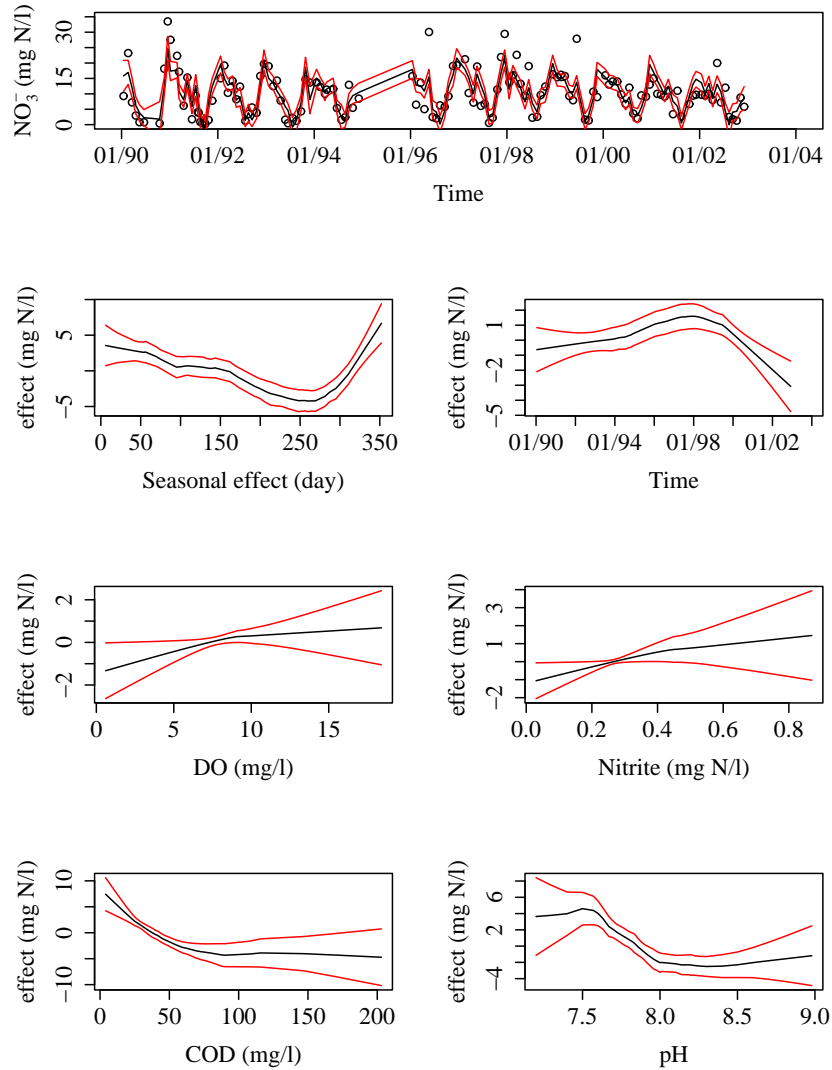 NO₃⁻ (mg N/l)
30
15
0
01/90 01/92 01/94 01/96 01/98 01/00 01/02 01/04
Time
effect (mg N/l)
5
−5
0 50 150 250 350
Seasonal effect (day)
effect (mg N/l)
1
−2
−5
01/90 01/94 01/98 01/02
Time
effect (mg N/l)
2
0
−2
0 5 10 15
DO (mg/l)
effect (mg N/l)
3
1
−2
0.0 0.2 0.4 0.6 0.8
Nitrite (mg N/l)
effect (mg N/l)
10
0
−10
0 50 100 150 200
COD (mg/l)
effect (mg N/l)
6
2
−4
7.5 8.0 8.5 9.0
pH